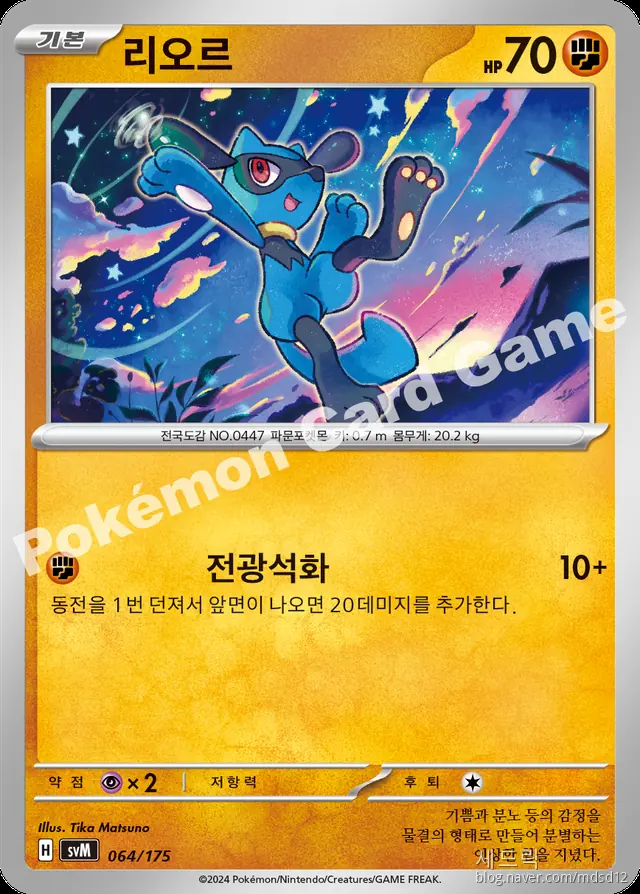 기본 리오르 HP 70
전국도감 NO.0447 파문포켓몬 키: 0.7 m 몸무게: 20.2 kg
Pokémon Card Game
전광석화 10+
동전을 1번 던져서 앞면이 나오면 20데미지를 추가한다.
약점 ×2 저항력 후퇴
Illus. Tika Matsuno
기쁨과 분노 등의 감정을
물결의 형태로 만들어 분별하는
지녔다.
H svM 064/175
세드릭
blog.naver.com/mdsd12
©2024 Pokémon/Nintendo/Creatures/GAME FREAK.